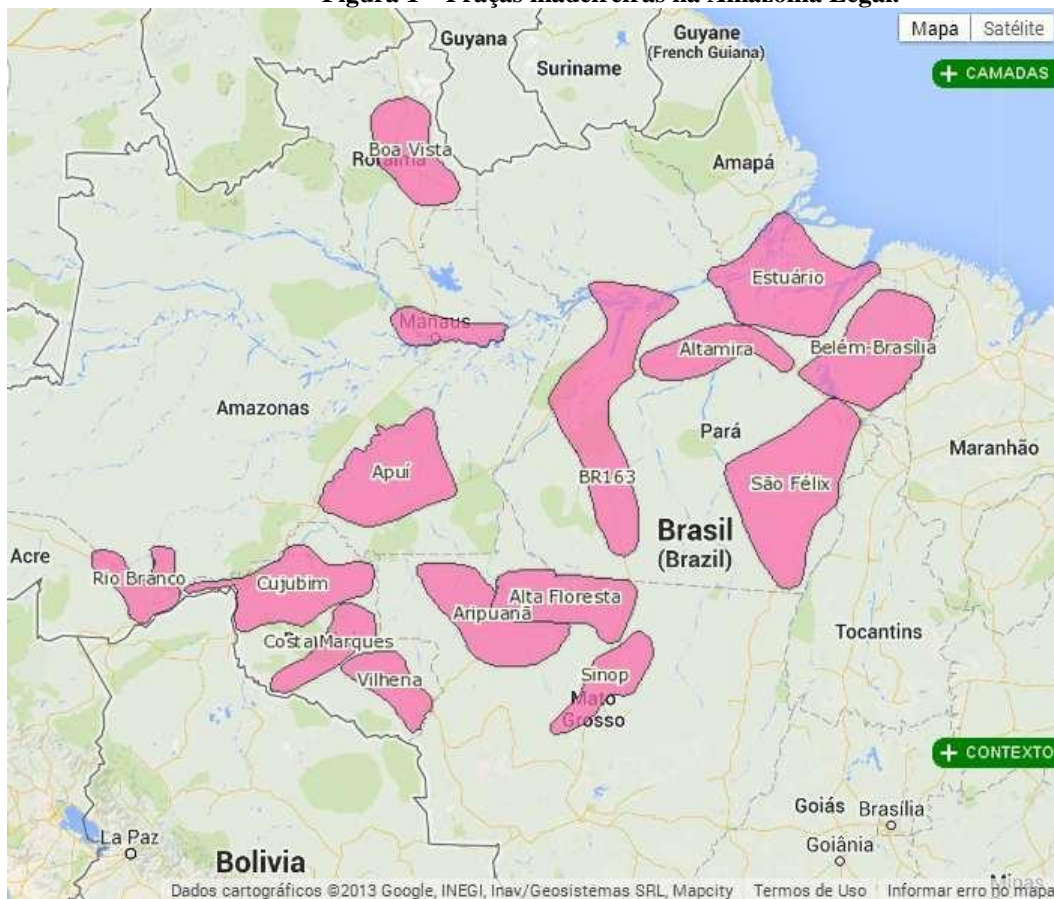 Figura 1 – Praças madeireiras na Amazônia Legal.
Mapa
Satélite
CAMADAS
Guyana
Suriname
Guyane
(French Guiana)
Boa Vista
Amapá
Estuário
Manaus
Altamira
Belém-Brasília
Amazonas
Pará
Maranhão
Apuí
BR163
São Félix
Brasil
(Brazil)
Acre
Rio Branco
Cujubim
Alta Floresta
Aripuanã
Costa Marques
Tocantins
Vilhena
Sinop
Mato
Grosso
CONTEXTO
Goiás
Brasília
La Paz
Goiânia
Bolivia
Dados cartográficos ©2013 Google, INEGI, Inav/Geosistemas SRL, Mapcity
Termos de Uso
Informar erro no mapa